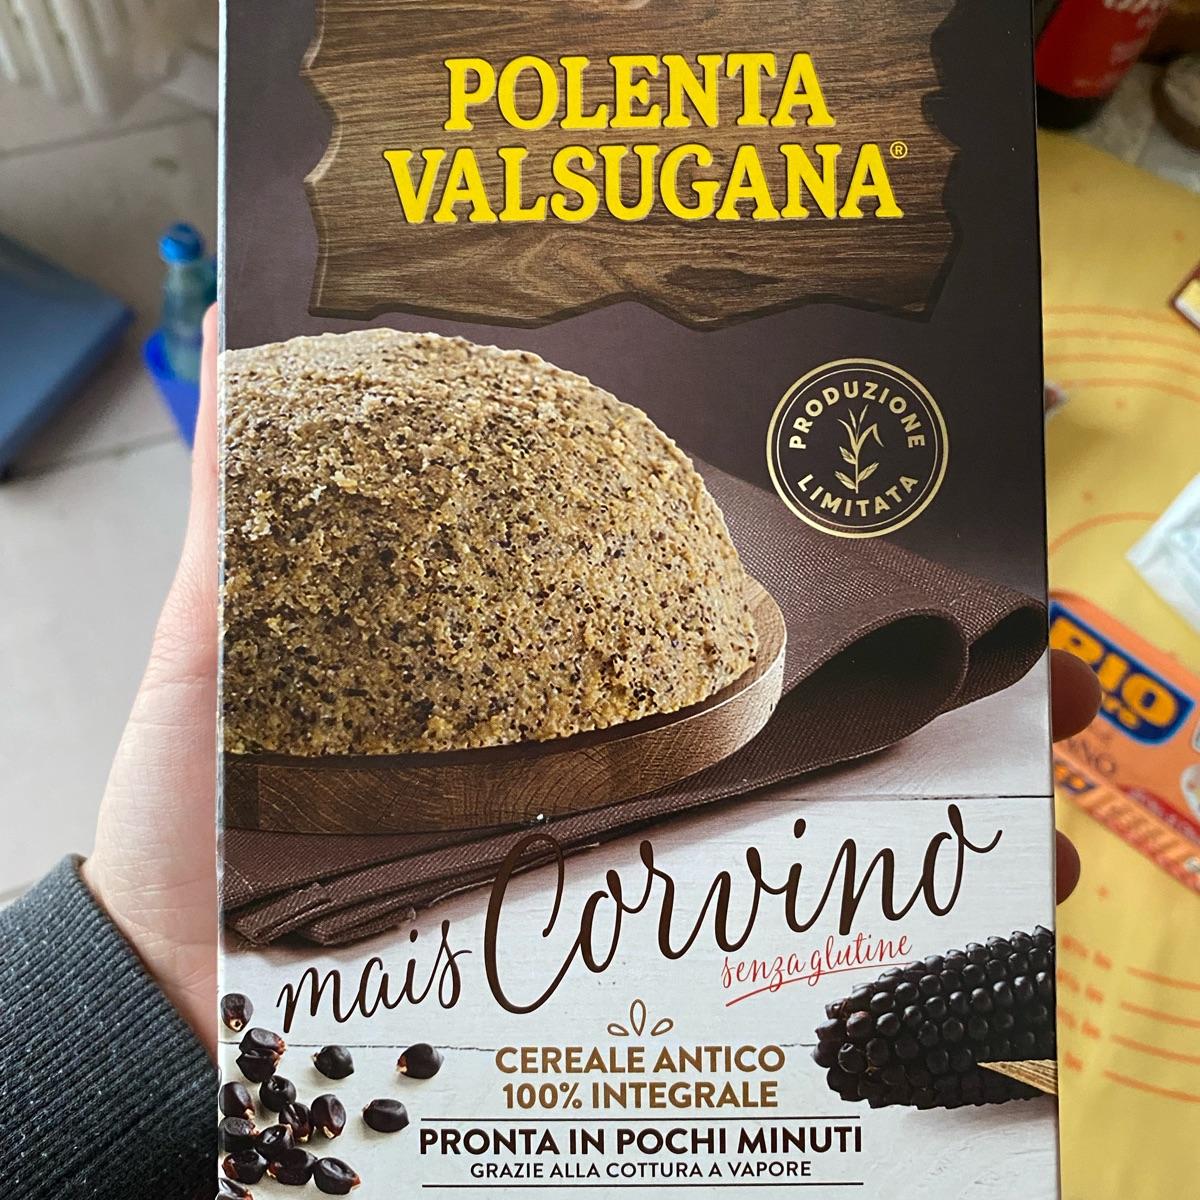 POLENTA
VALSUGANA®
PRODUZIONE
LIMITATA
mais Corvino
senza glutine
CEREALE ANTICO
100% INTEGRALE
PRONTA IN POCHI MINUTI
GRAZIE ALLA COTTURA A VAPORE
RIO